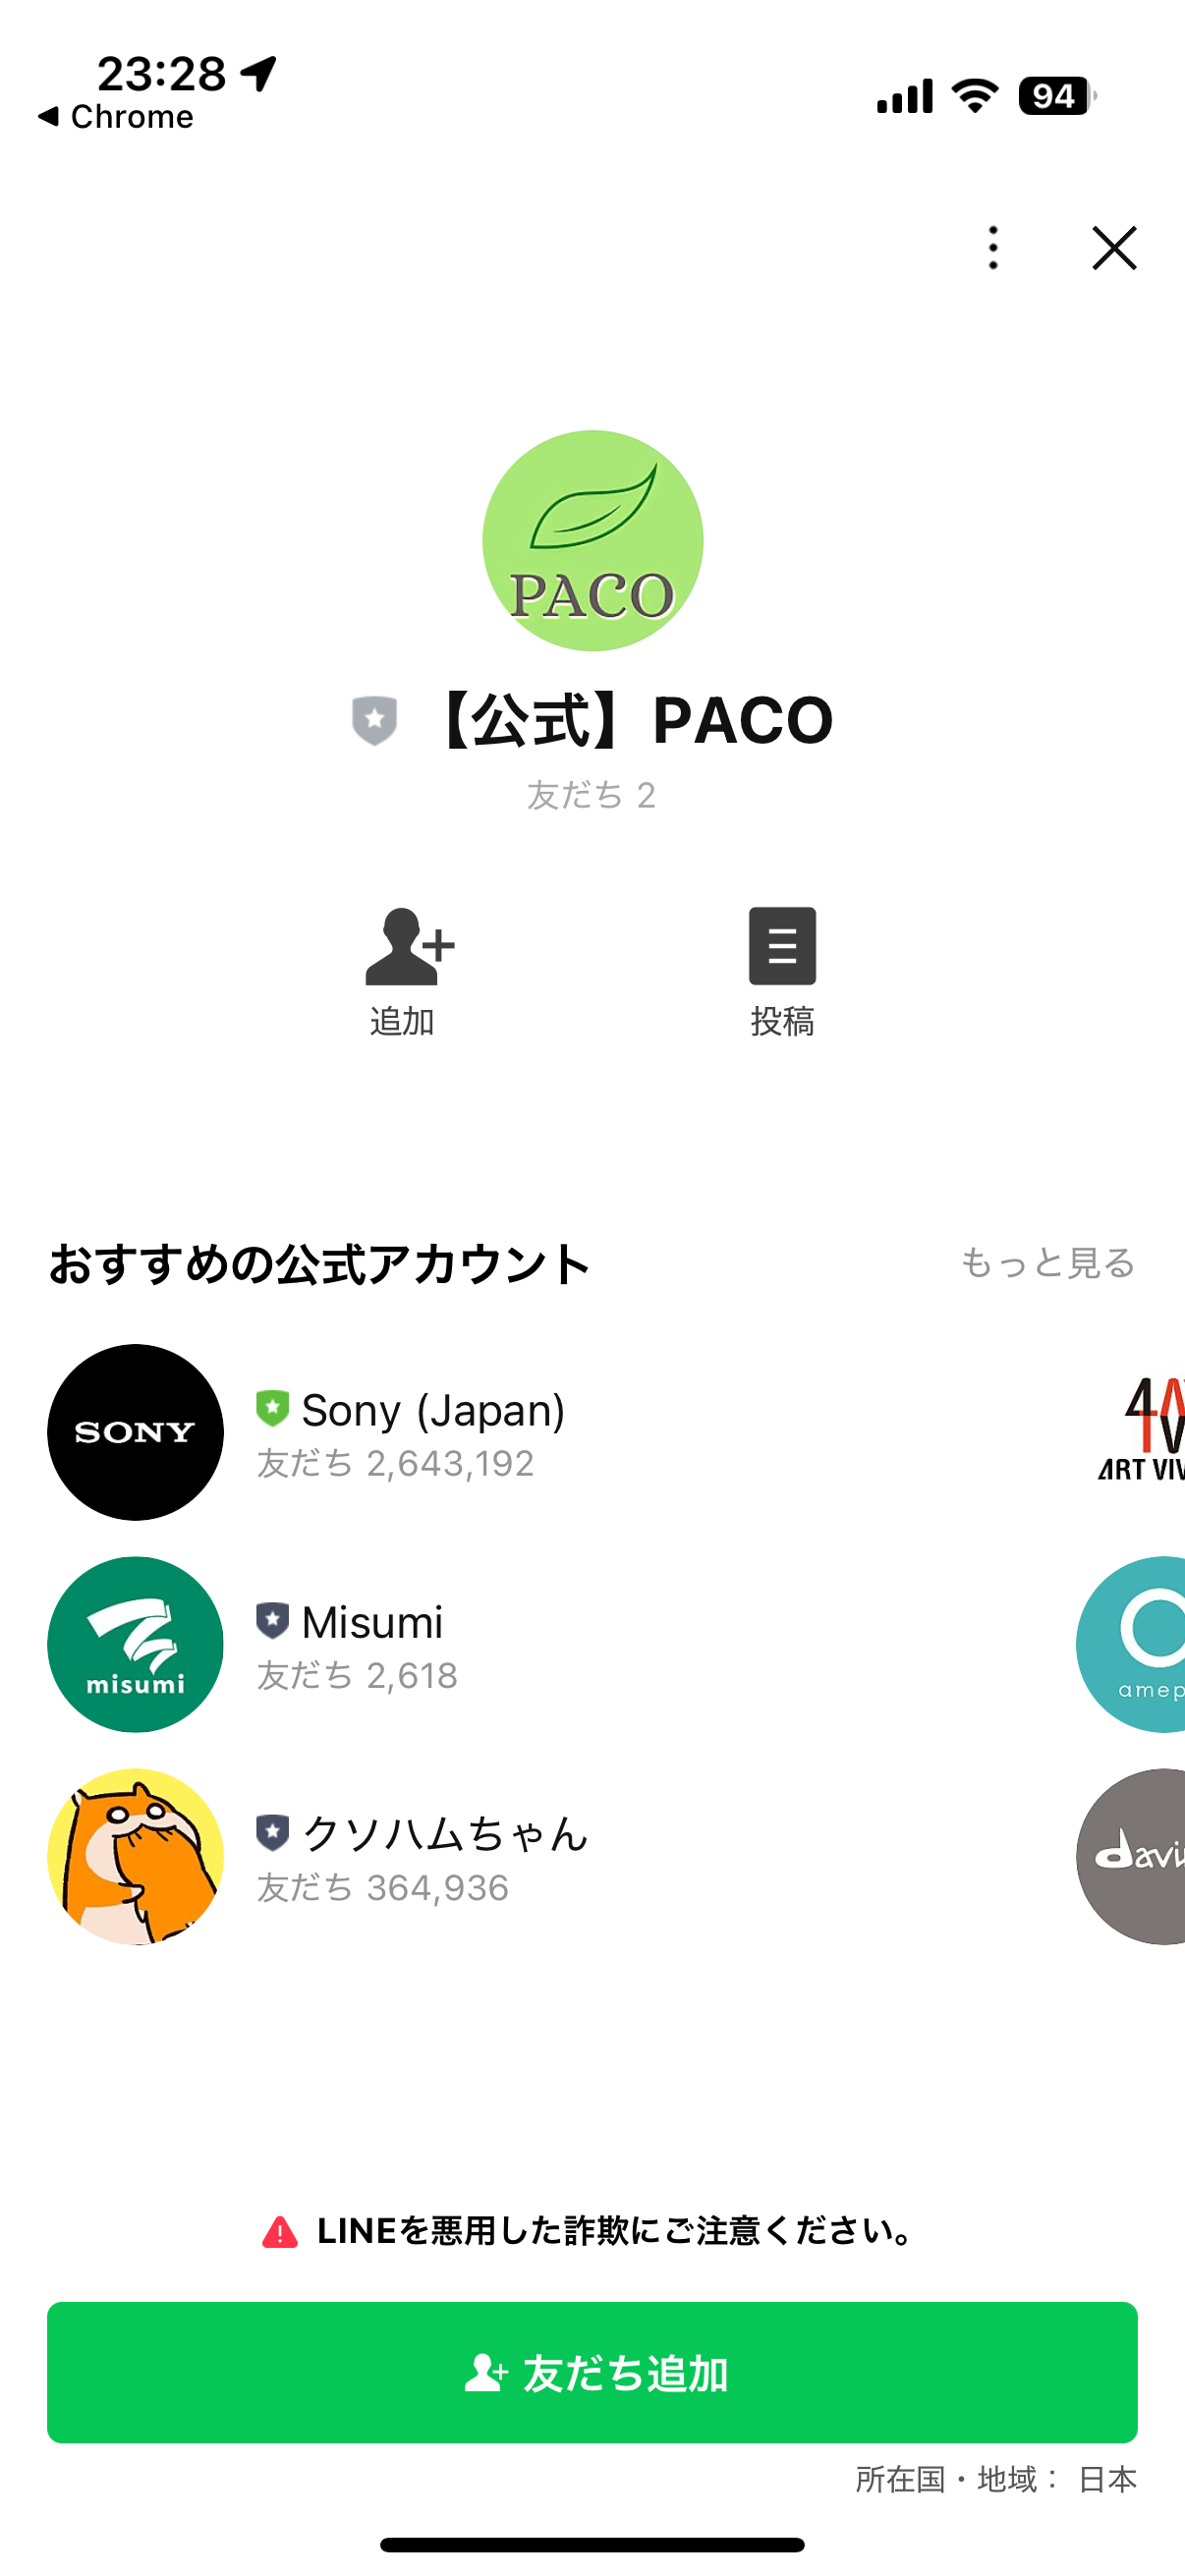 23:28
◀ Chrome
94
PACO
【公式】PACO
友だち 2
追加
投稿
おすすめの公式アカウント
もっと見る
SONY
Sony (Japan)
友だち 2,643,192
ART VIV
misumi
Misumi
友だち 2,618
amep
クソハムちゃん
友だち 364,936
davi
LINEを悪用した詐欺にご注意ください。
友だち追加
所在国・地域： 日本